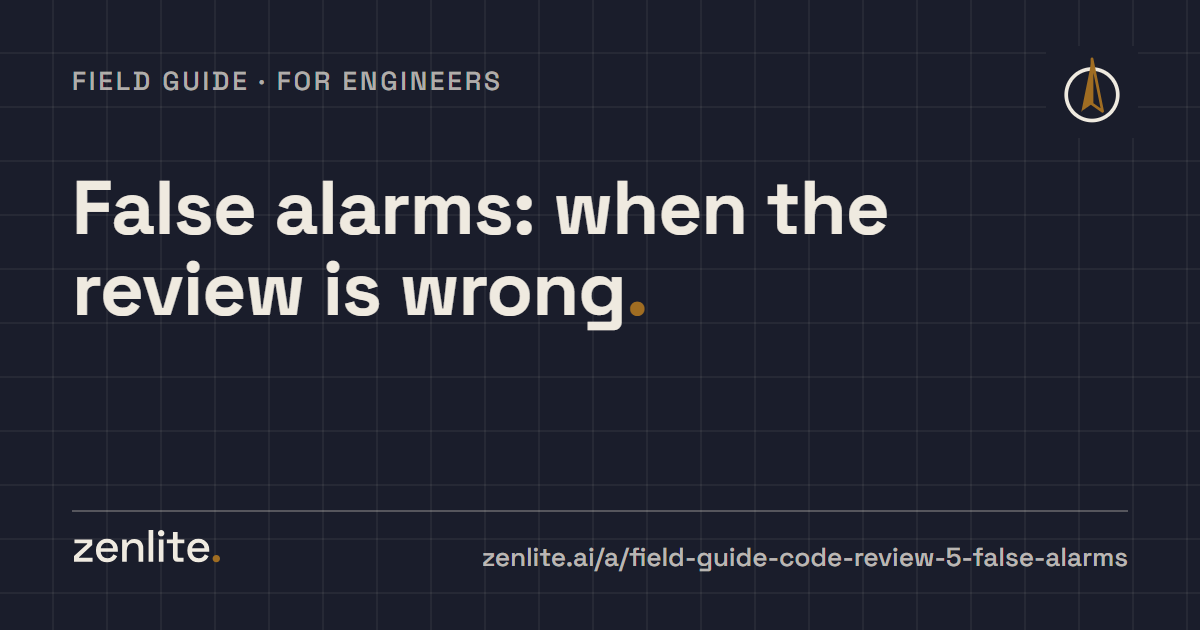 FIELD GUIDE · FOR ENGINEERS
False alarms: when the
review is wrong.
zenlite.
zenlite.ai/a/field-guide-code-review-5-false-alarms